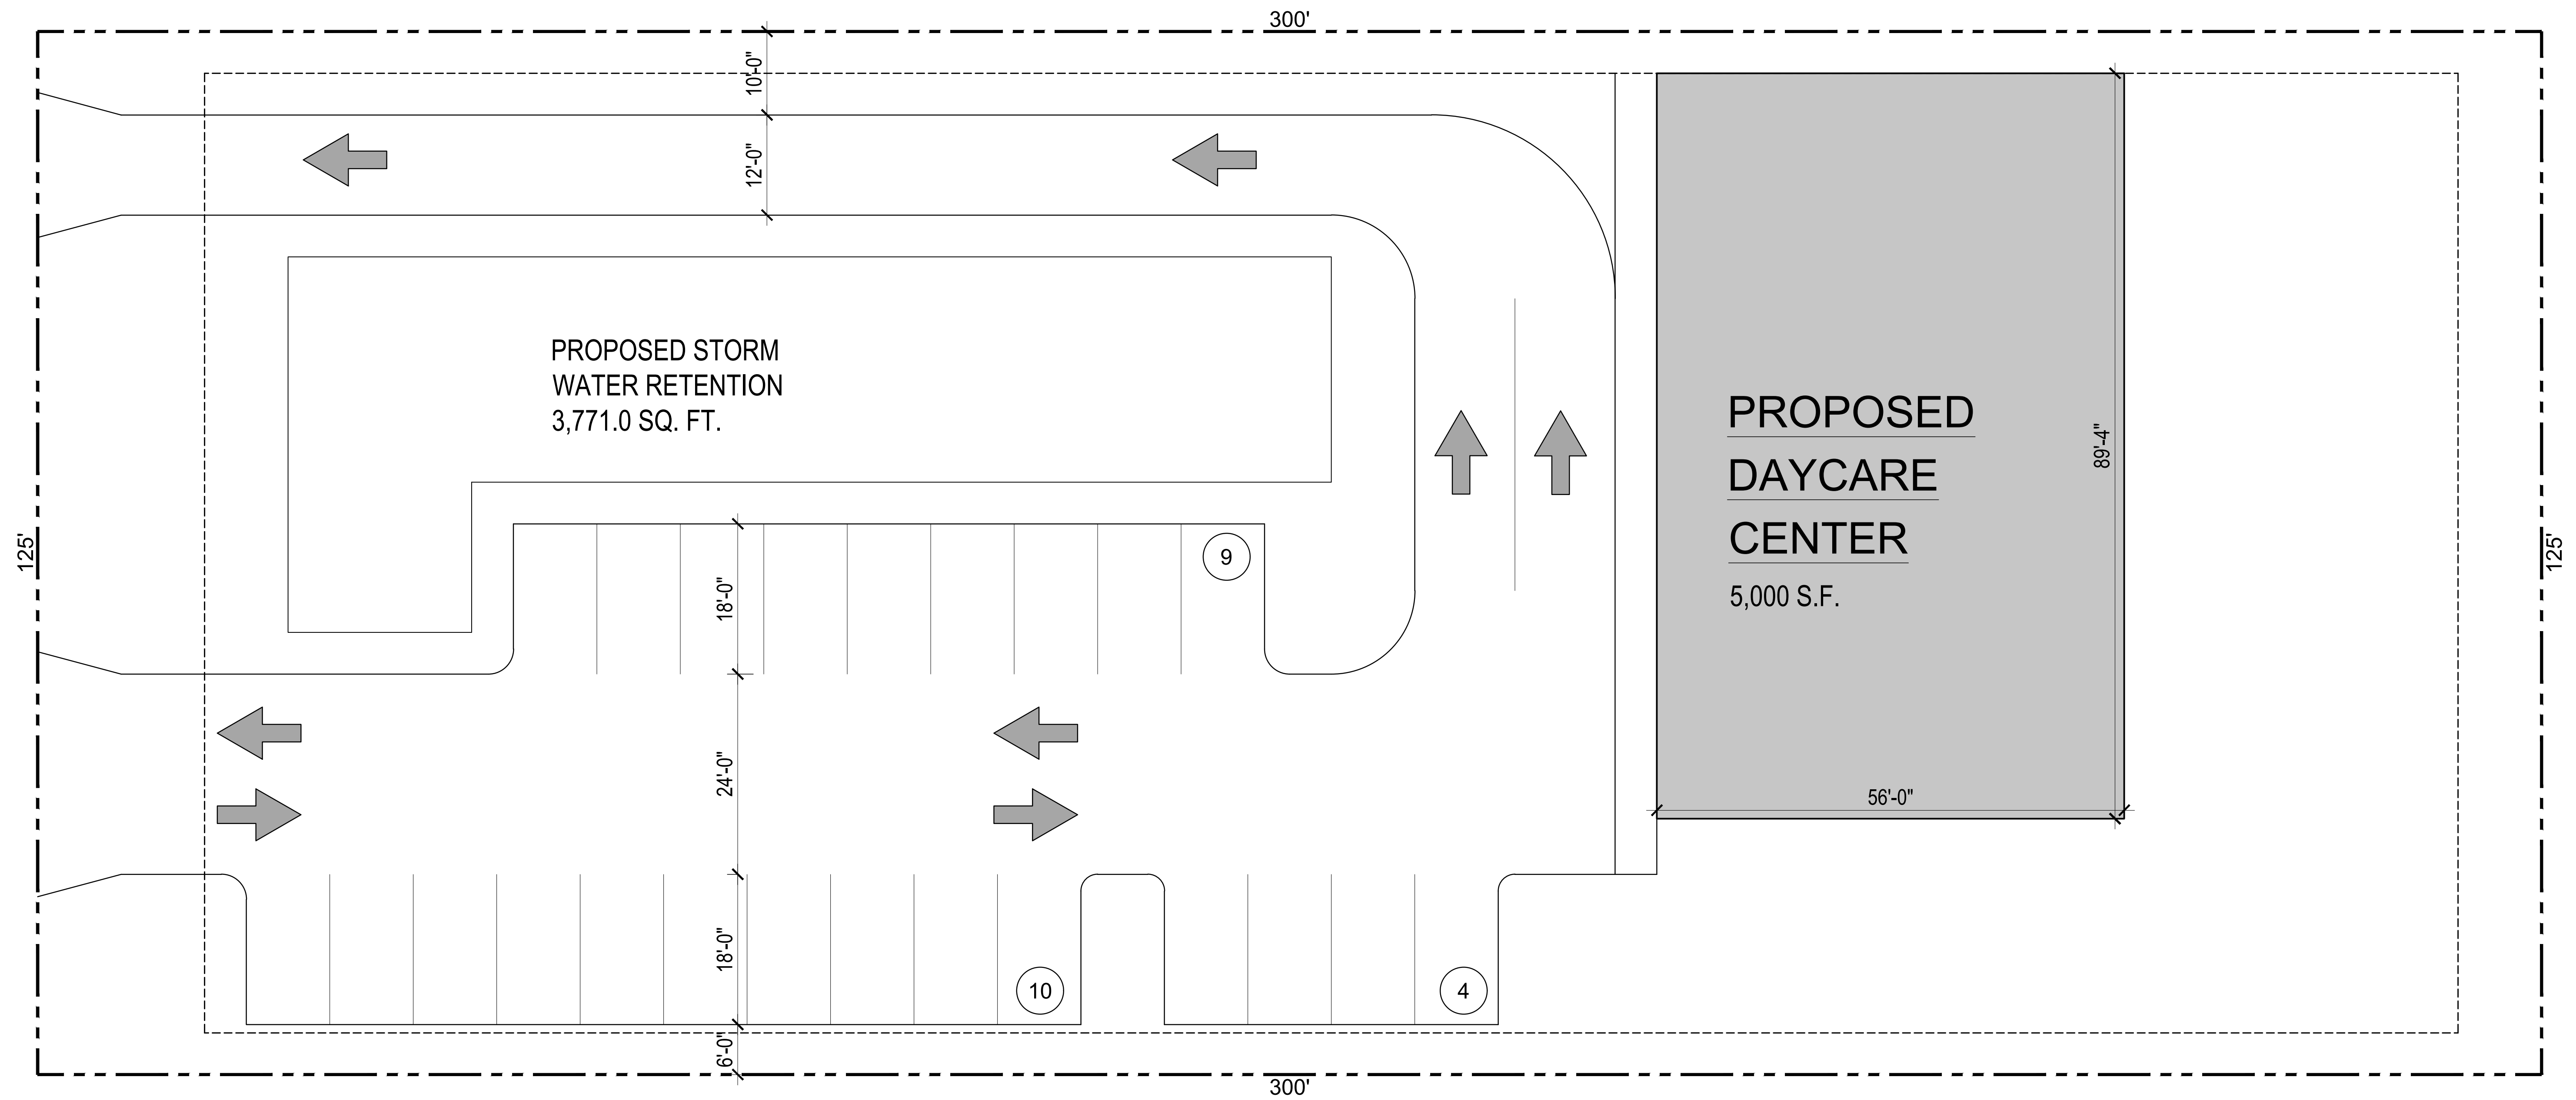 300'
10'-0"
12'-0"
PROPOSED STORM
WATER RETENTION
3,771.0 SQ. FT.
PROPOSED
DAYCARE
CENTER
5,000 S.F.
89'-4"
56'-0"
125'
125'
9
18'-0"
24'-0"
18'-0"
10
4
6'-0"
300'